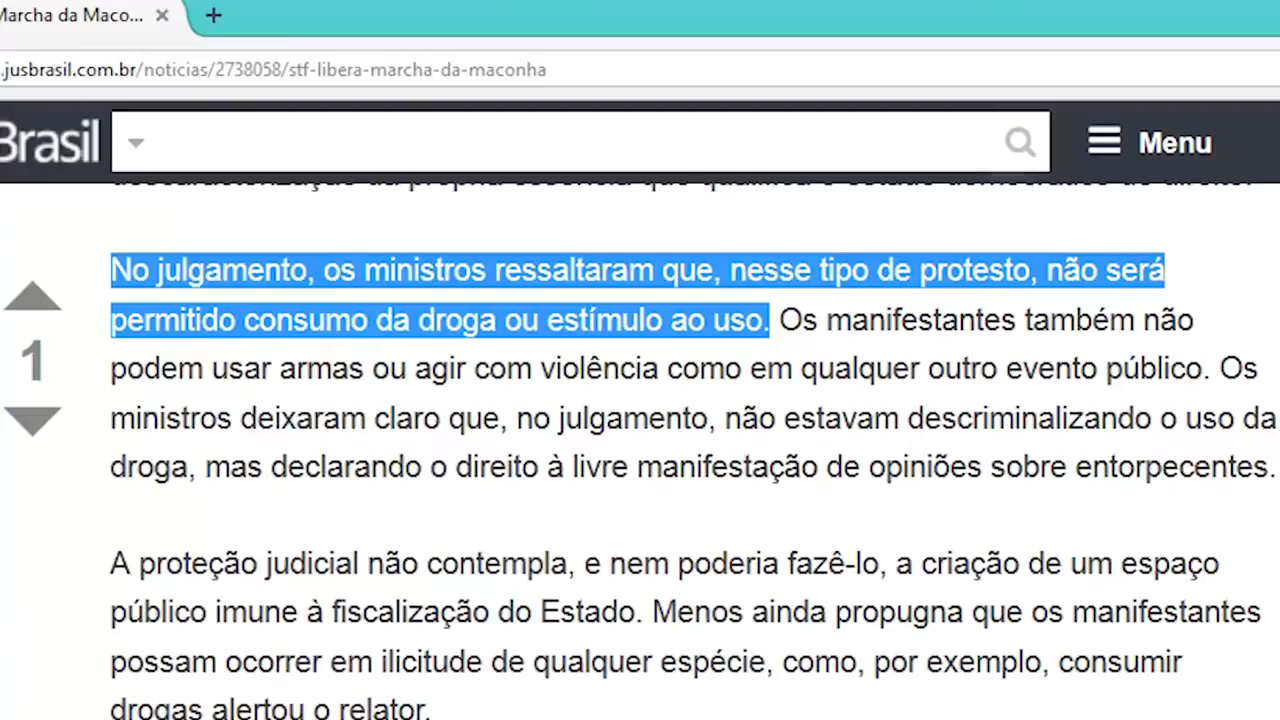 Marcha da Maco...
.jusbrasil.com.br/noticias/2738058/stf-libera-marcha-da-maconha
Brasil
Menu
No julgamento, os ministros ressaltaram que, nesse tipo de protesto, não será
permitido consumo da droga ou estímulo ao uso. Os manifestantes também não
1
podem usar armas ou agir com violência como em qualquer outro evento público. Os
ministros deixaram claro que, no julgamento, não estavam descriminalizando o uso da
droga, mas declarando o direito à livre manifestação de opiniões sobre entorpecentes.
A proteção judicial não contempla, e nem poderia fazê-lo, a criação de um espaço
público imune à fiscalização do Estado. Menos ainda propugna que os manifestantes
possam ocorrer em ilicitude de qualquer espécie, como, por exemplo, consumir
drogas alertou o relator.